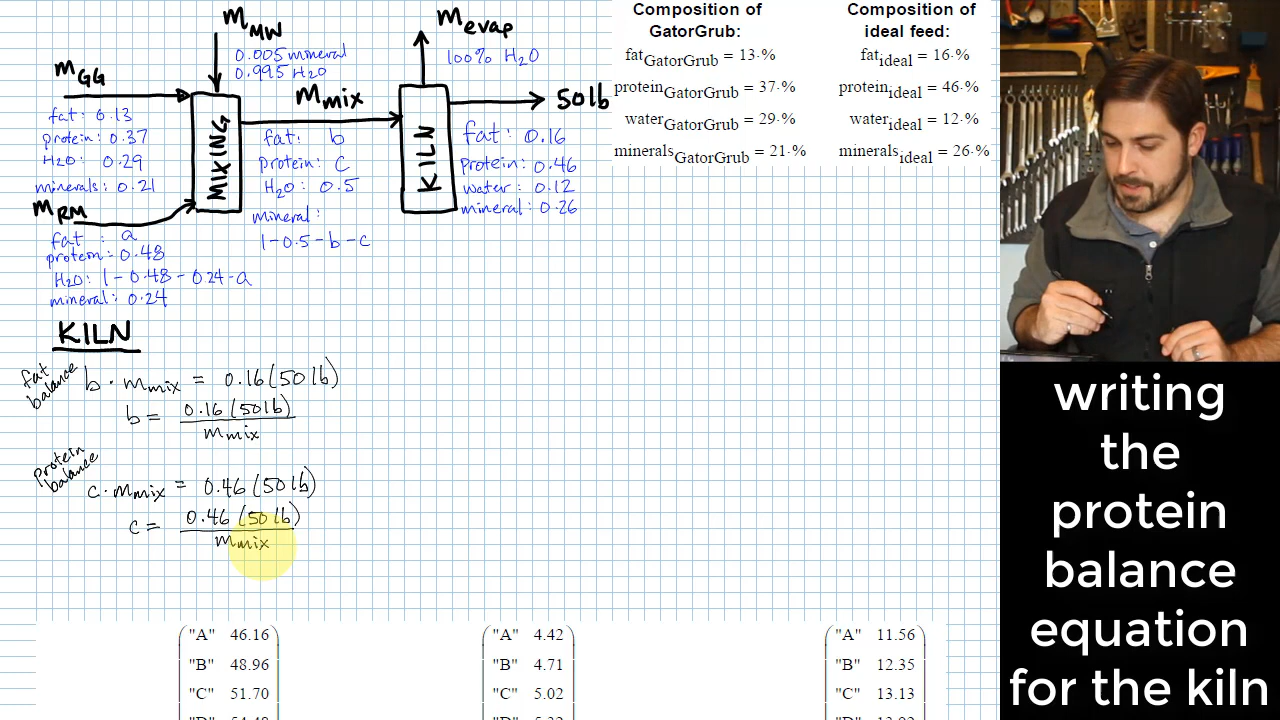 m_MW
0.005 mineral
0.995 H2O
m_evap
100% H2O
m_GG
fat: 0.13
protein: 0.37
H2O: 0.29
minerals: 0.21
m_RM
fat : a
protein: 0.48
H2O: 1 - 0.48 - 0.24 - a
mineral: 0.24
MIXING
m_mix
fat: b
protein: c
H2O: 0.5
mineral:
1-0.5-b-c
KILN
50lb
fat: 0.16
protein: 0.46
water: 0.12
mineral: 0.26
Composition of
GatorGrub:
fat_GatorGrub = 13·%
protein_GatorGrub = 37·%
water_GatorGrub = 29·%
minerals_GatorGrub = 21·%
Composition of
ideal feed:
fat_ideal = 16·%
protein_ideal = 46·%
water_ideal = 12·%
minerals_ideal = 26·%
KILN
fat
balance
b · m_mix = 0.16(50 lb)
b = 0.16(50lb)
m_mix
Protein
balance
c · m_mix = 0.46(50 lb)
c = 0.46(50 lb)
m_mix
"A" 46.16
"B" 48.96
"C" 51.70
"A" 4.42
"B" 4.71
"C" 5.02
"A" 11.56
"B" 12.35
"C" 13.13
writing
the
protein
balance
equation
for the kiln